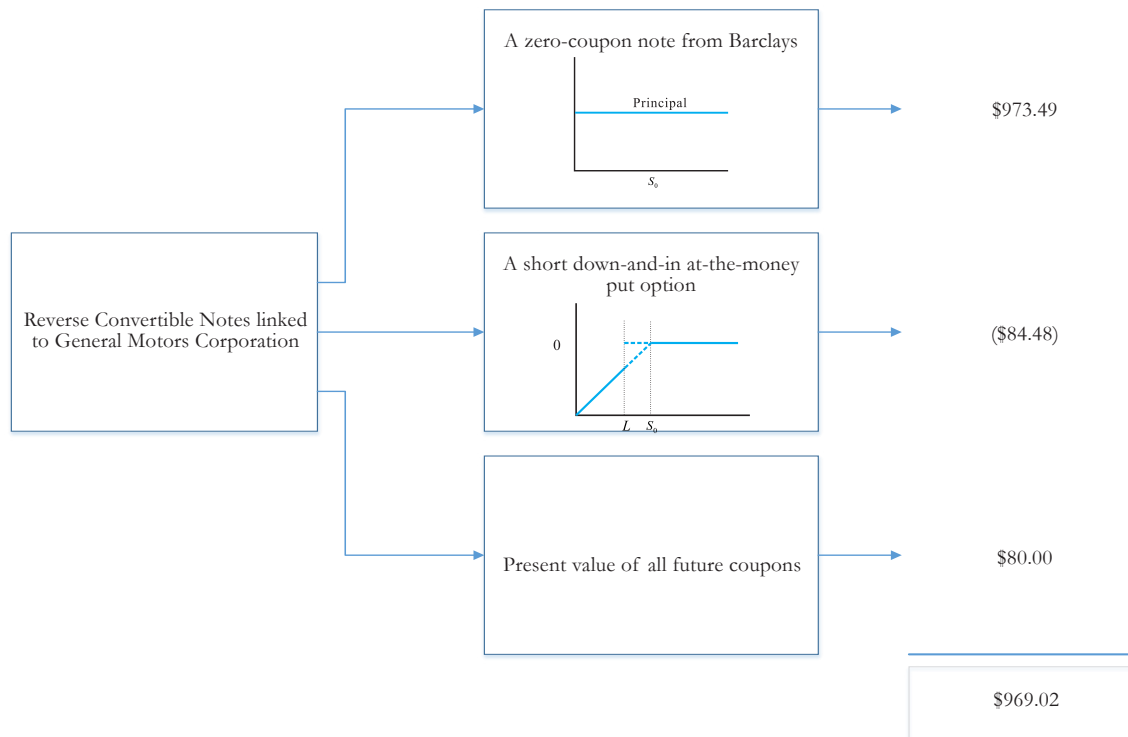 A zero-coupon note from Barclays
Principal
S₀
$973.49
Reverse Convertible Notes linked
to General Motors Corporation
A short down-and-in at-the-money
put option
0
L S₀
($84.48)
Present value of all future coupons
$80.00
$969.02